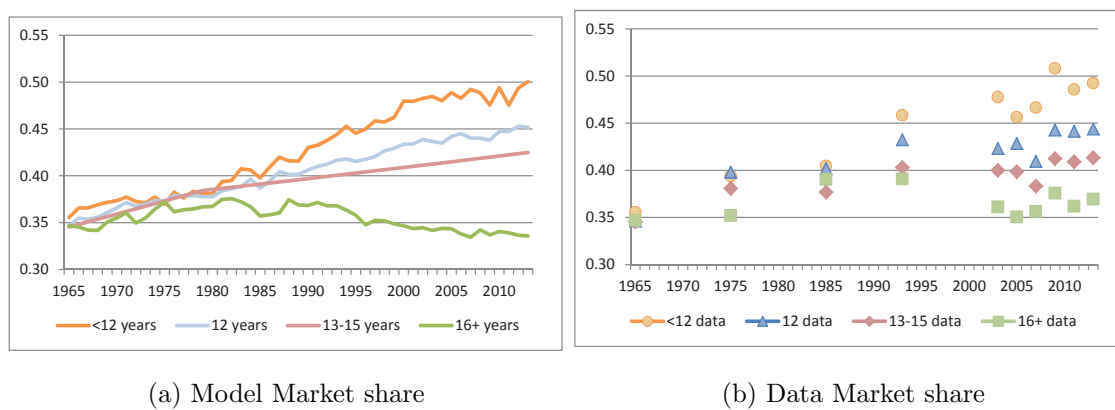 0.55
0.50
0.45
0.40
0.35
0.30
1965 1970 1975 1980 1985 1990 1995 2000 2005 2010
<12 years 12 years 13-15 years 16+ years
(a) Model Market share
0.55
0.50
0.45
0.40
0.35
0.30
1965 1970 1975 1980 1985 1990 1995 2000 2005 2010
<12 data 12 data 13-15 data 16+ data
(b) Data Market share